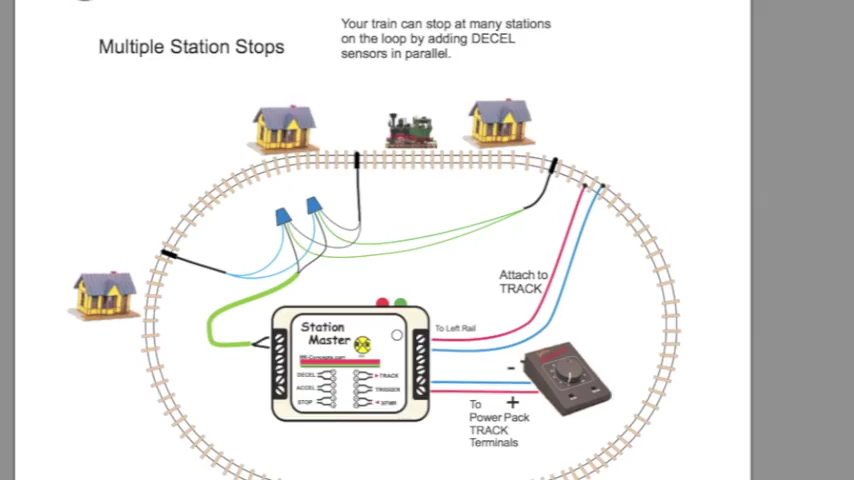 Multiple Station Stops
Your train can stop at many stations
on the loop by adding DECEL
sensors in parallel.
Attach to
TRACK
Station
Master
To Left Rail
DECEL
ACCEL
STOP
TRACK
TRIGGER
XPWR
-
+
To
Power Pack
TRACK
Terminals